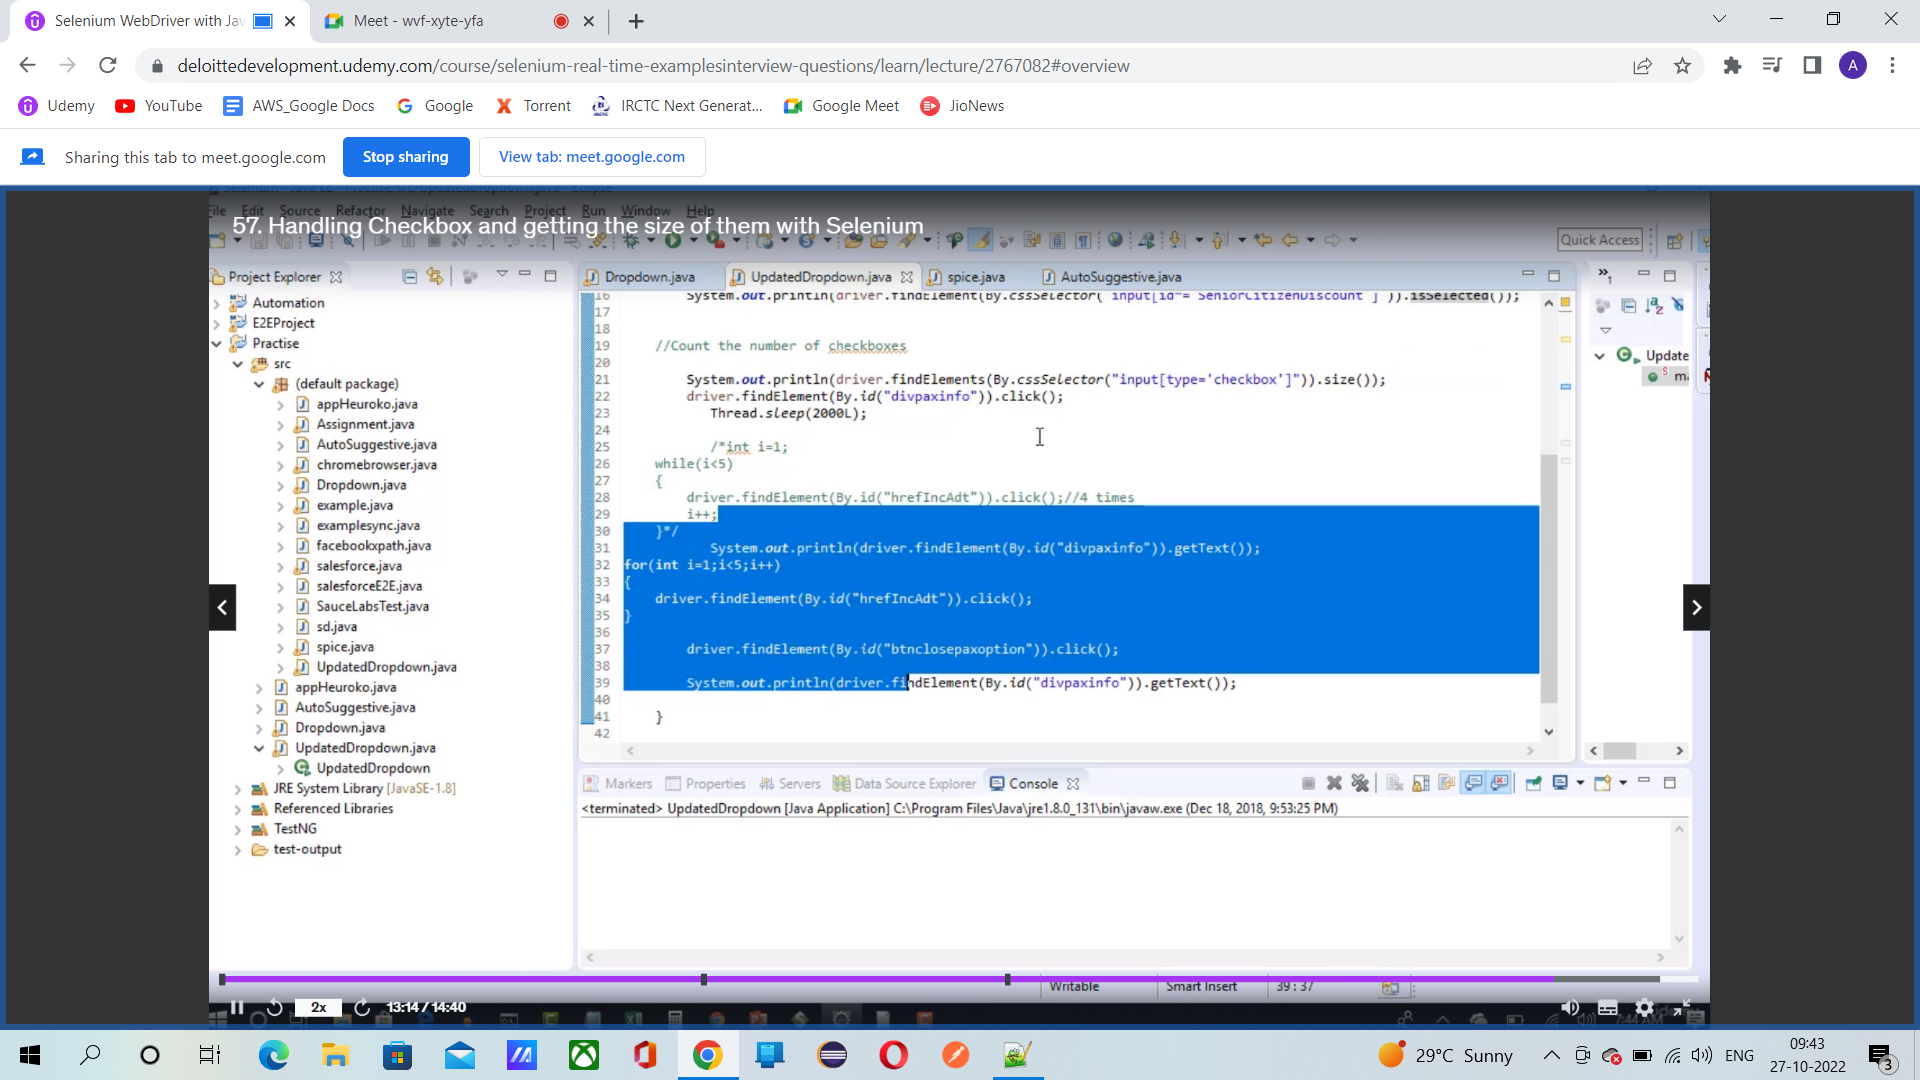 Selenium WebDriver with Jav
Meet - wvf-xyte-yfa
deloittedevelopment.udemy.com/course/selenium-real-time-examplesinterview-questions/learn/lecture/2767082#overview
A
Udemy
YouTube
AWS_Google Docs
Google
Torrent
IRCTC Next Generat...
Google Meet
JioNews
Sharing this tab to meet.google.com
Stop sharing
View tab: meet.google.com
File Edit Source Refactor Navigate Search Project Run Window Help
57. Handling Checkbox and getting the size of them with Selenium
Quick Access
Project Explorer
Automation
E2EProject
Practise
src
(default package)
appHeuroko.java
Assignment.java
AutoSuggestive.java
chromebrowser.java
Dropdown.java
example.java
examplesync.java
facebookxpath.java
salesforce.java
salesforceE2E.java
SauceLabsTest.java
sd.java
spice.java
UpdatedDropdown.java
appHeuroko.java
AutoSuggestive.java
Dropdown.java
UpdatedDropdown.java
UpdatedDropdown
JRE System Library [JavaSE-1.8]
Referenced Libraries
TestNG
test-output
Dropdown.java
UpdatedDropdown.java
spice.java
AutoSuggestive.java
16 System.out.println(driver.findElement(By.cssSelector("input[id*='SeniorCitizenDiscount']")).isSelected());
17
18
19 //Count the number of checkboxes
20
21 System.out.println(driver.findElements(By.cssSelector("input[type='checkbox']")).size());
22 driver.findElement(By.id("divpaxinfo")).click();
23 Thread.sleep(2000L);
24
25 /*int i=1;
26 while(i<5)
27 {
28 driver.findElement(By.id("hrefIncAdt")).click();//4 times
29 i++;
30 }*/
31 System.out.println(driver.findElement(By.id("divpaxinfo")).getText());
32 for(int i=1;i<5;i++)
33 {
34 driver.findElement(By.id("hrefIncAdt")).click();
35 }
36
37 driver.findElement(By.id("btnclosepaxoption")).click();
38
39 System.out.println(driver.findElement(By.id("divpaxinfo")).getText());
40
41 }
42
Update
ma
Markers
Properties
Servers
Data Source Explorer
Console
<terminated> UpdatedDropdown [Java Application] C:\Program Files\Java\jre1.8.0_131\bin\javaw.exe (Dec 18, 2018, 9:53:25 PM)
Writable
Smart Insert
39 : 37
2x
13:14 / 14:40
29°C Sunny
ENG
09:43
27-10-2022
3